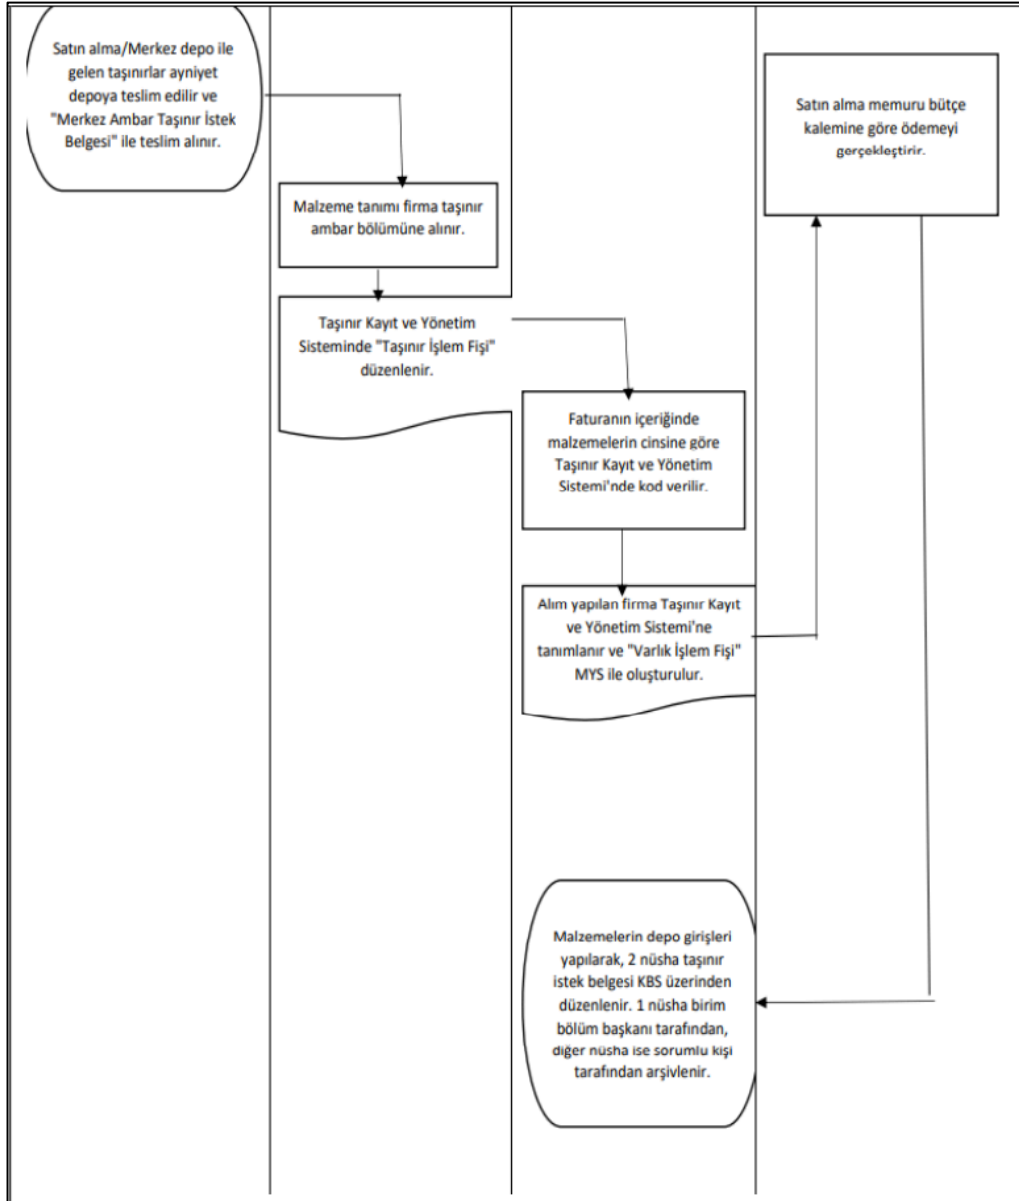 Satın alma/Merkez depo ile
gelen taşınırlar ayniyet
depoya teslim edilir ve
"Merkez Ambar Taşınır İstek
Belgesi" ile teslim alınır.
Malzeme tanımı firma taşınır
ambar bölümüne alınır.
Taşınır Kayıt ve Yönetim
Sisteminde "Taşınır İşlem Fişi"
düzenlenir.
Faturanın içeriğinde
malzemelerin cinsine göre
Taşınır Kayıt ve Yönetim
Sistemi'nde kod verilir.
Alım yapılan firma Taşınır Kayıt
ve Yönetim Sistemi'ne
tanımlanır ve "Varlık İşlem Fişi"
MYS ile oluşturulur.
Satın alma memuru bütçe
kalemine göre ödemeyi
gerçekleştirir.
Malzemelerin depo girişleri
yapılarak, 2 nüsha taşınır
istek belgesi KBS üzerinden
düzenlenir. 1 nüsha birim
bölüm başkanı tarafından,
diğer nüsha ise sorumlu kişi
tarafından arşivlenir.